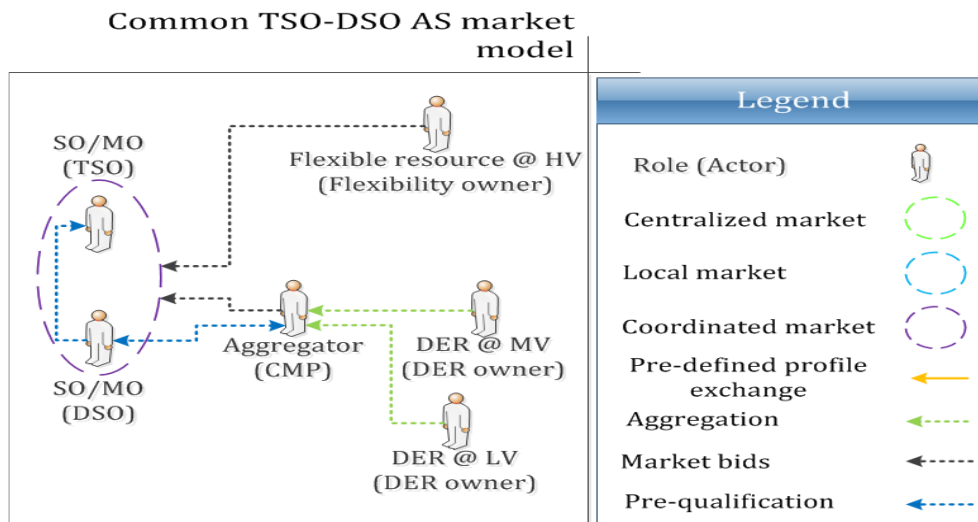 Common TSO-DSO AS market
model
SO/MO
(TSO)
Flexible resource @ HV
(Flexibility owner)
Aggregator
(CMP)
DER @ MV
(DER owner)
SO/MO
(DSO)
DER @ LV
(DER owner)
Legend
Role (Actor)
Centralized market
Local market
Coordinated market
Pre-defined profile
exchange
Aggregation
Market bids
Pre-qualification